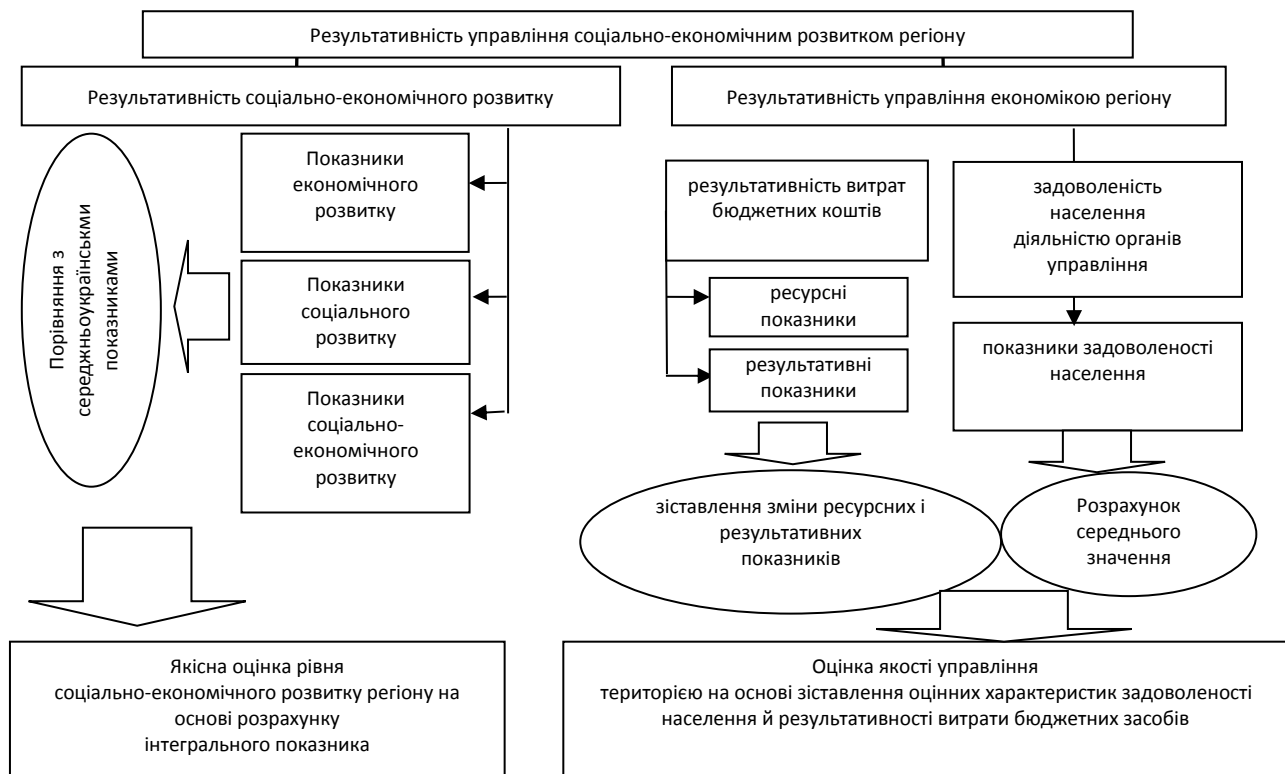 Результативність управління соціально-економічним розвитком регіону
Результативність соціально-економічного розвитку
Результативність управління економікою регіону
Порівняння з
середжньоукраїнськми
показниками
Показники
економічного
розвитку
Показники
соціального
розвитку
Показники
соціально-
економічного
розвитку
результативність витрат
бюджетних коштів
ресурсні
показники
результативні
показники
задоволеність
населення
діяльністю органів
управління
показники задоволеності
населення
зіставлення зміни ресурсних і
результативних
показників
Розрахунок
середнього
значення
Якісна оцінка рівня
соціально-економічного розвитку регіону на
основі розрахунку
інтегрального показника
Оцінка якості управління
територією на основі зіставлення оцінних характеристик задоволеності
населення й результативності витрати бюджетних засобів